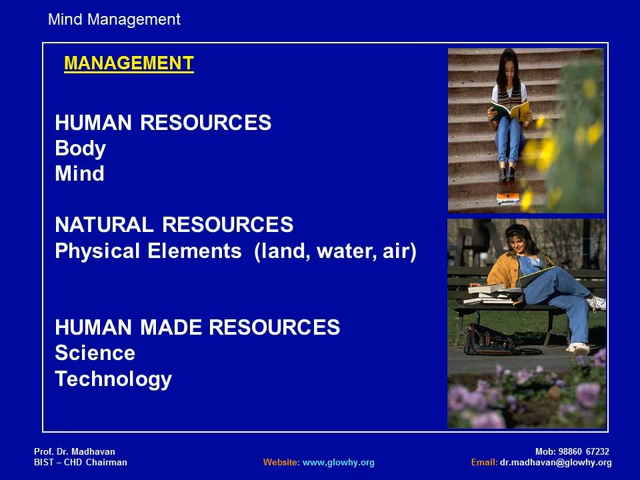 Mind Management
MANAGEMENT
HUMAN RESOURCES
Body
Mind
NATURAL RESOURCES
Physical Elements (land, water, air)
HUMAN MADE RESOURCES
Science
Technology
Prof. Dr. Madhavan
BIST – CHD Chairman
Website: www,glowhy.org
Mob: 98860 67232
Email: dr.madhavan@glowhy.org